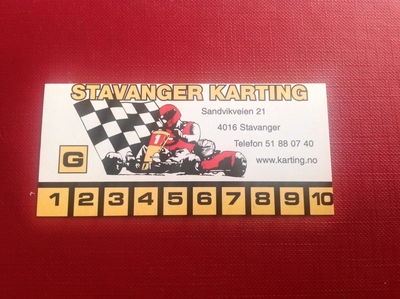 STAVANGER KARTING
Sandvikveien 21
4016 Stavanger
Telefon 51 88 07 40
www.karting.no
G
1
1 2 3 4 5 6 7 8 9 10